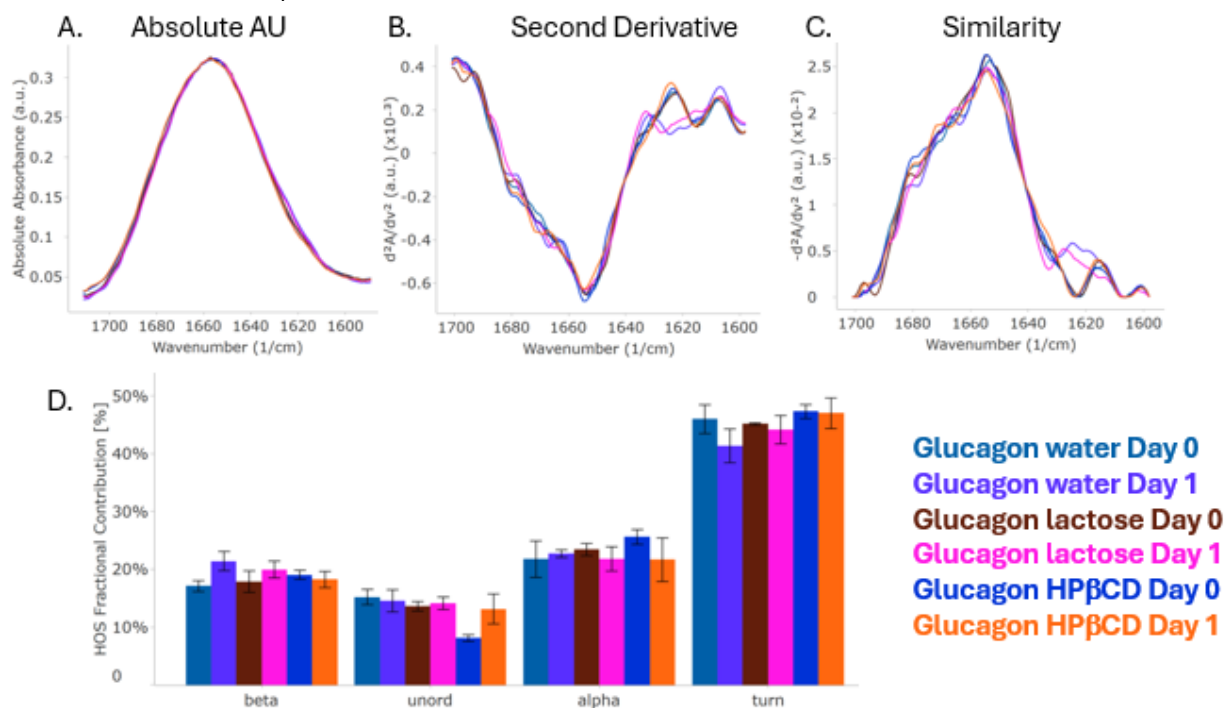 A. Absolute AU
B. Second Derivative
C. Similarity
Absolute Absorbance (a.u.)
0.3
0.25
0.2
0.15
0.1
0.05
1700 1680 1660 1640 1620 1600
Wavenumber (1/cm)
d²A/dv² (a.u.) (x10⁻³)
0.4
0.2
0
-0.2
-0.4
-0.6
1700 1680 1660 1640 1620 1600
Wavenumber (1/cm)
-d²A/dv² (a.u.) (x10⁻²)
2.5
2
1.5
1
0.5
0
1700 1680 1660 1640 1620 1600
Wavenumber (1/cm)
D.
HOS Fractional Contribution [%]
50%
40%
30%
20%
10%
0
beta unord alpha turn
Glucagon water Day 0
Glucagon water Day 1
Glucagon lactose Day 0
Glucagon lactose Day 1
Glucagon HPβCD Day 0
Glucagon HPβCD Day 1